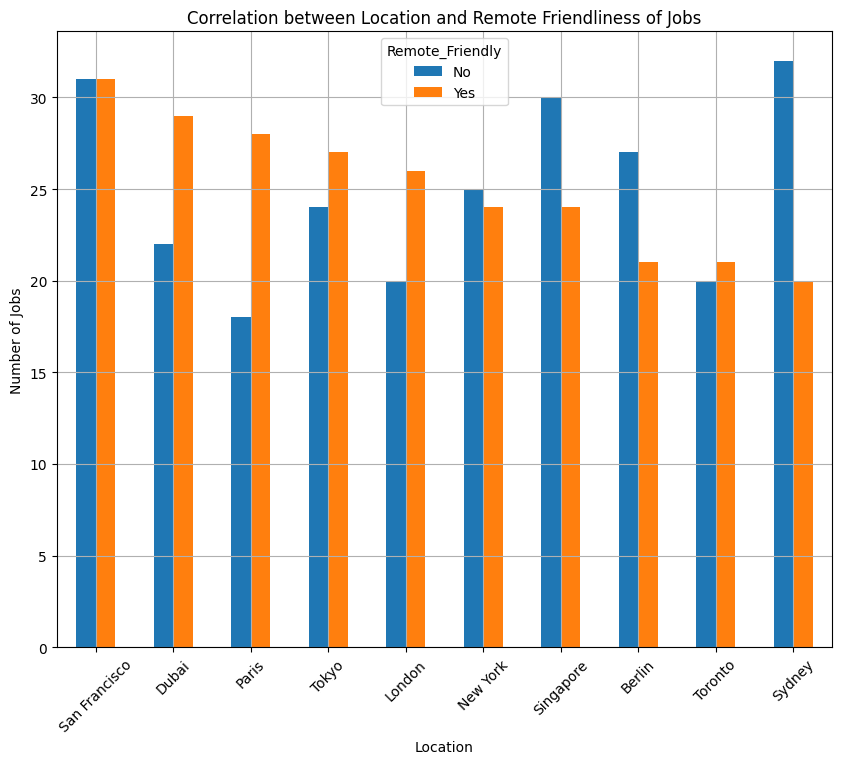 Correlation between Location and Remote Friendliness of Jobs
Remote_Friendly
No
Yes
Number of Jobs
30
25
20
15
10
5
0
San Francisco
Dubai
Paris
Tokyo
London
New York
Singapore
Berlin
Toronto
Sydney
Location